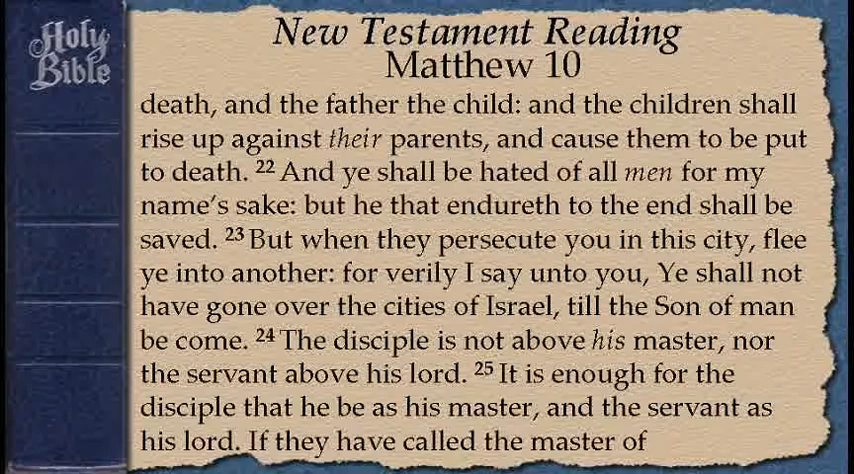 Holy
Bible
New Testament Reading
Matthew 10
death, and the father the child: and the children shall
rise up against their parents, and cause them to be put
to death. 22 And ye shall be hated of all men for my
name's sake: but he that endureth to the end shall be
saved. 23 But when they persecute you in this city, flee
ye into another: for verily I say unto you, Ye shall not
have gone over the cities of Israel, till the Son of man
be come. 24 The disciple is not above his master, nor
the servant above his lord. 25 It is enough for the
disciple that he be as his master, and the servant as
his lord. If they have called the master of